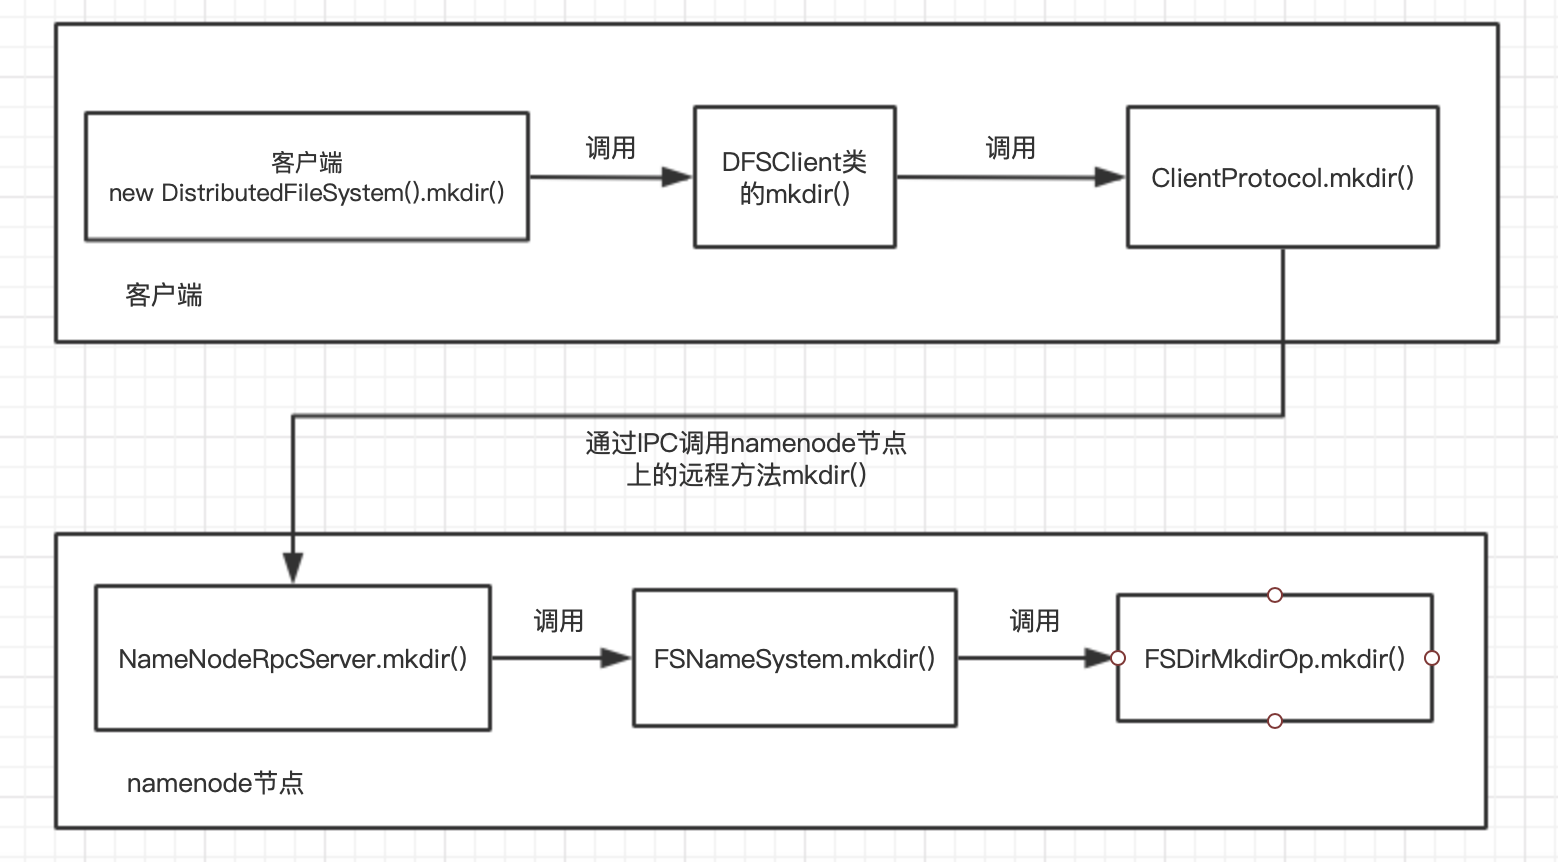 客户端
new DistributedFileSystem().mkdir()
调用
DFSClient类
的mkdir()
调用
ClientProtocol.mkdir()
客户端
通过IPC调用namenode节点
上的远程方法mkdir()
NameNodeRpcServer.mkdir()
调用
FSNameSystem.mkdir()
调用
FSDirMkdirOp.mkdir()
namenode节点